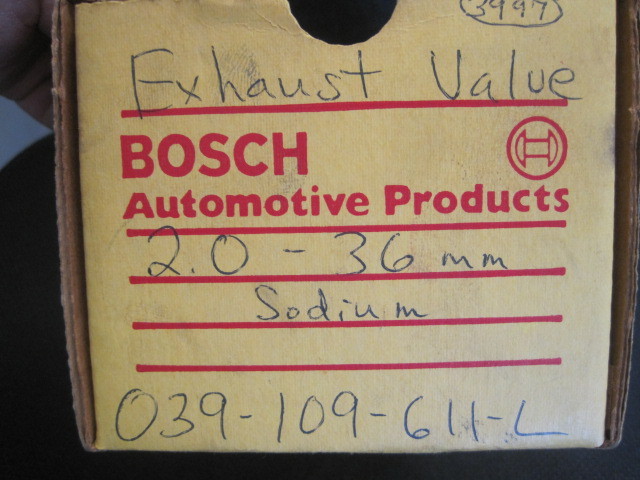 3997
Exhaust Value
BOSCH
Automotive Products
2.0 - 36 mm
Sodium
039-109-611-L